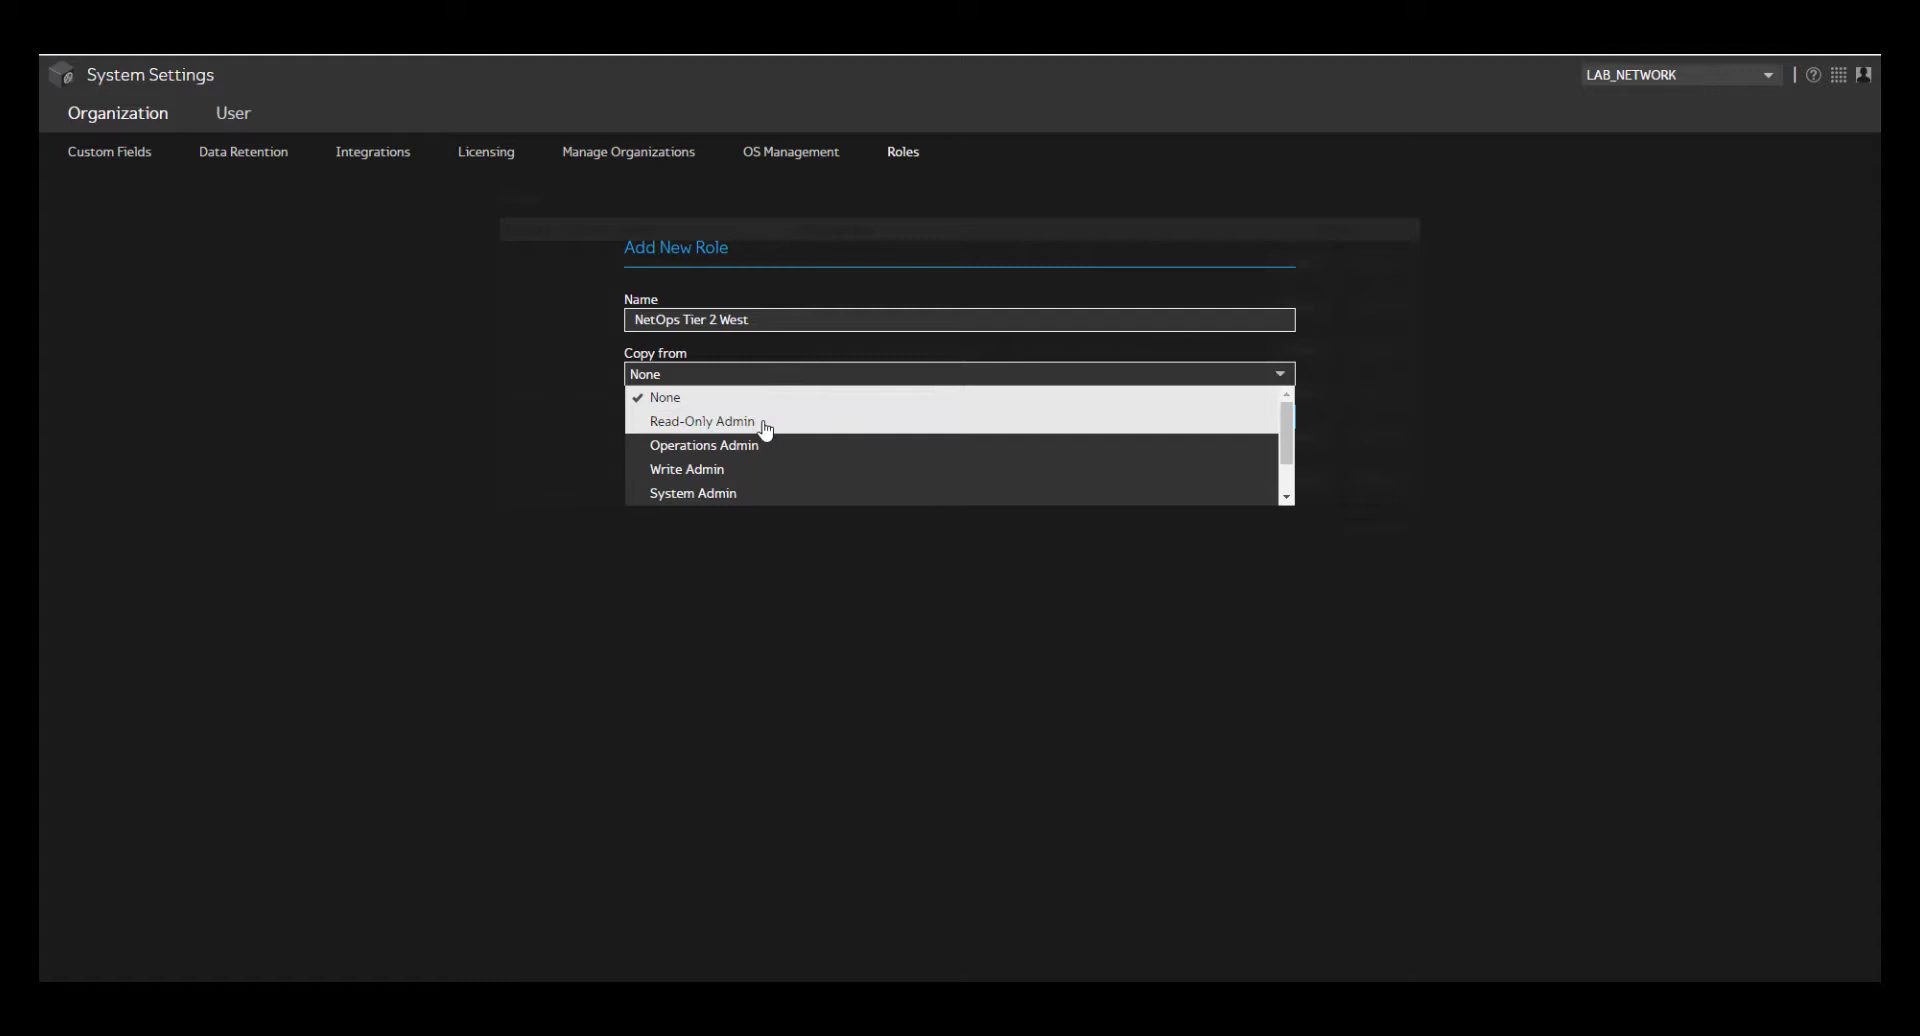 System Settings
LAB_NETWORK
Organization User
Custom Fields Data Retention Integrations Licensing Manage Organizations OS Management Roles
Add New Role
Name
NetOps Tier 2 West
Copy from
None
None
Read-Only Admin
Operations Admin
Write Admin
System Admin